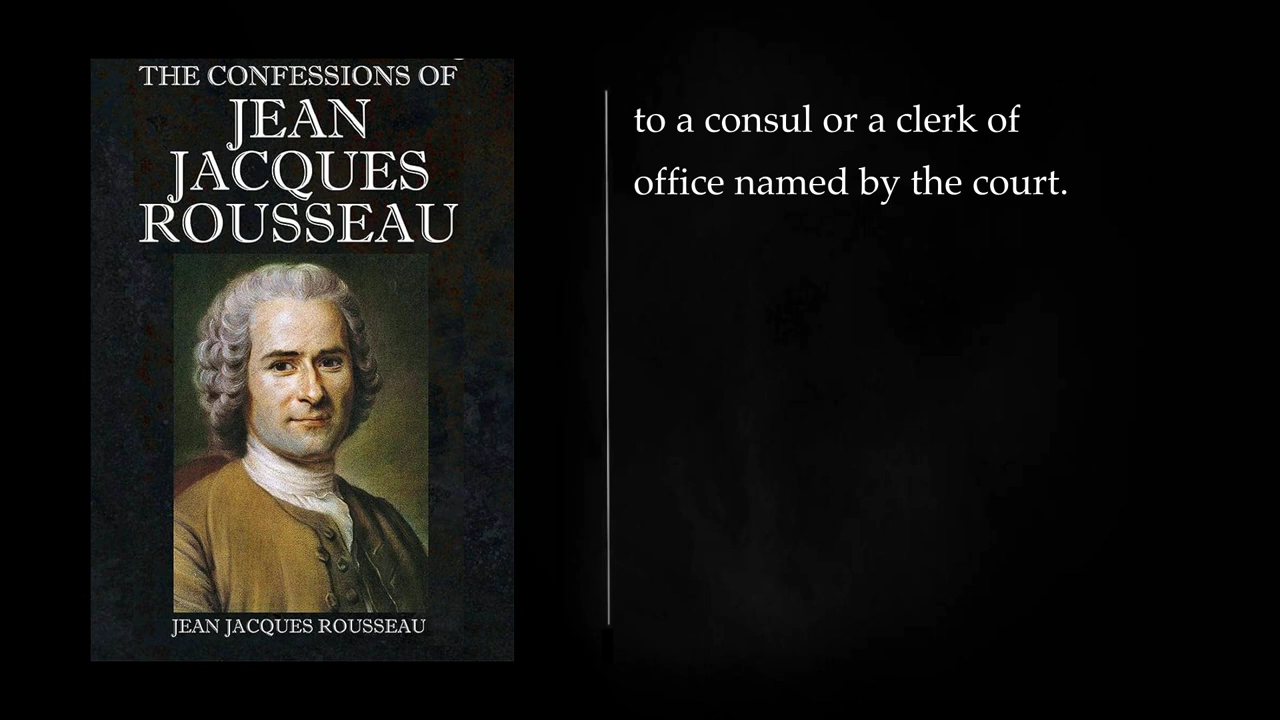 THE CONFESSIONS OF
JEAN
JACQUES
ROUSSEAU
JEAN JACQUES ROUSSEAU
to a consul or a clerk of
office named by the court.